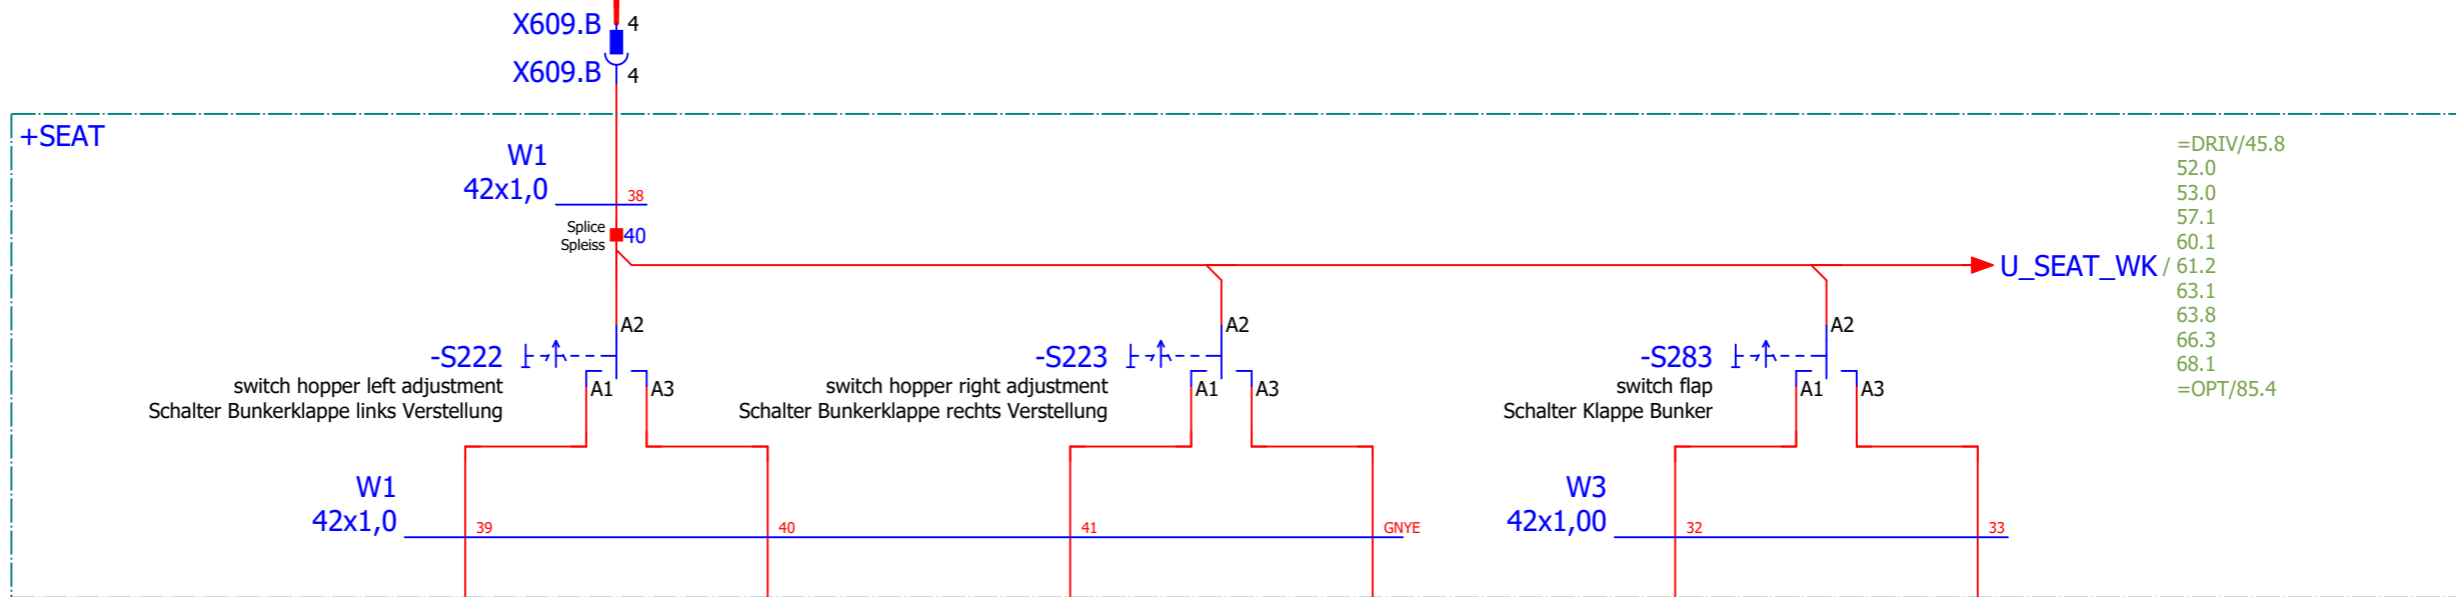 X609.B 4
X609.B 4
+SEAT
W1
42x1,0
38
Splice
Spleiss
40
U_SEAT_WK /
=DRIV/45.8
52.0
53.0
57.1
60.1
61.2
63.1
63.8
66.3
68.1
=OPT/85.4
-S222
switch hopper left adjustment
Schalter Bunkerklappe links Verstellung
A2
A1
A3
-S223
switch hopper right adjustment
Schalter Bunkerklappe rechts Verstellung
A2
A1
A3
-S283
switch flap
Schalter Klappe Bunker
A2
A1
A3
W1
42x1,0
39
40
41
GNYE
W3
42x1,00
32
33